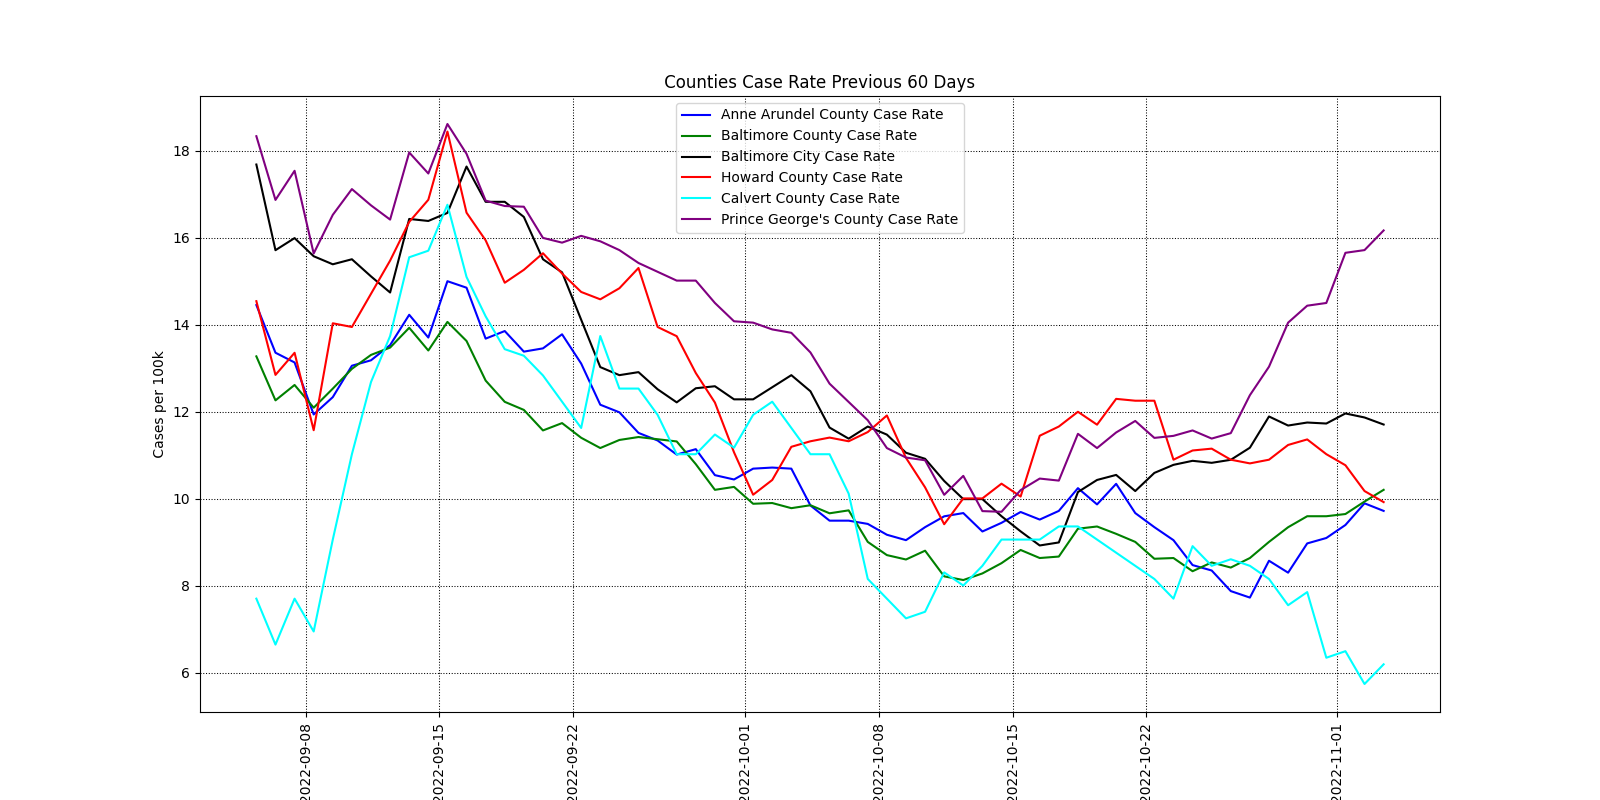 Counties Case Rate Previous 60 Days
Anne Arundel County Case Rate
Baltimore County Case Rate
Baltimore City Case Rate
Howard County Case Rate
Calvert County Case Rate
Prince George's County Case Rate
Cases per 100k
18
16
14
12
10
8
6
2022-09-08
2022-09-15
2022-09-22
2022-10-01
2022-10-08
2022-10-15
2022-10-22
2022-11-01